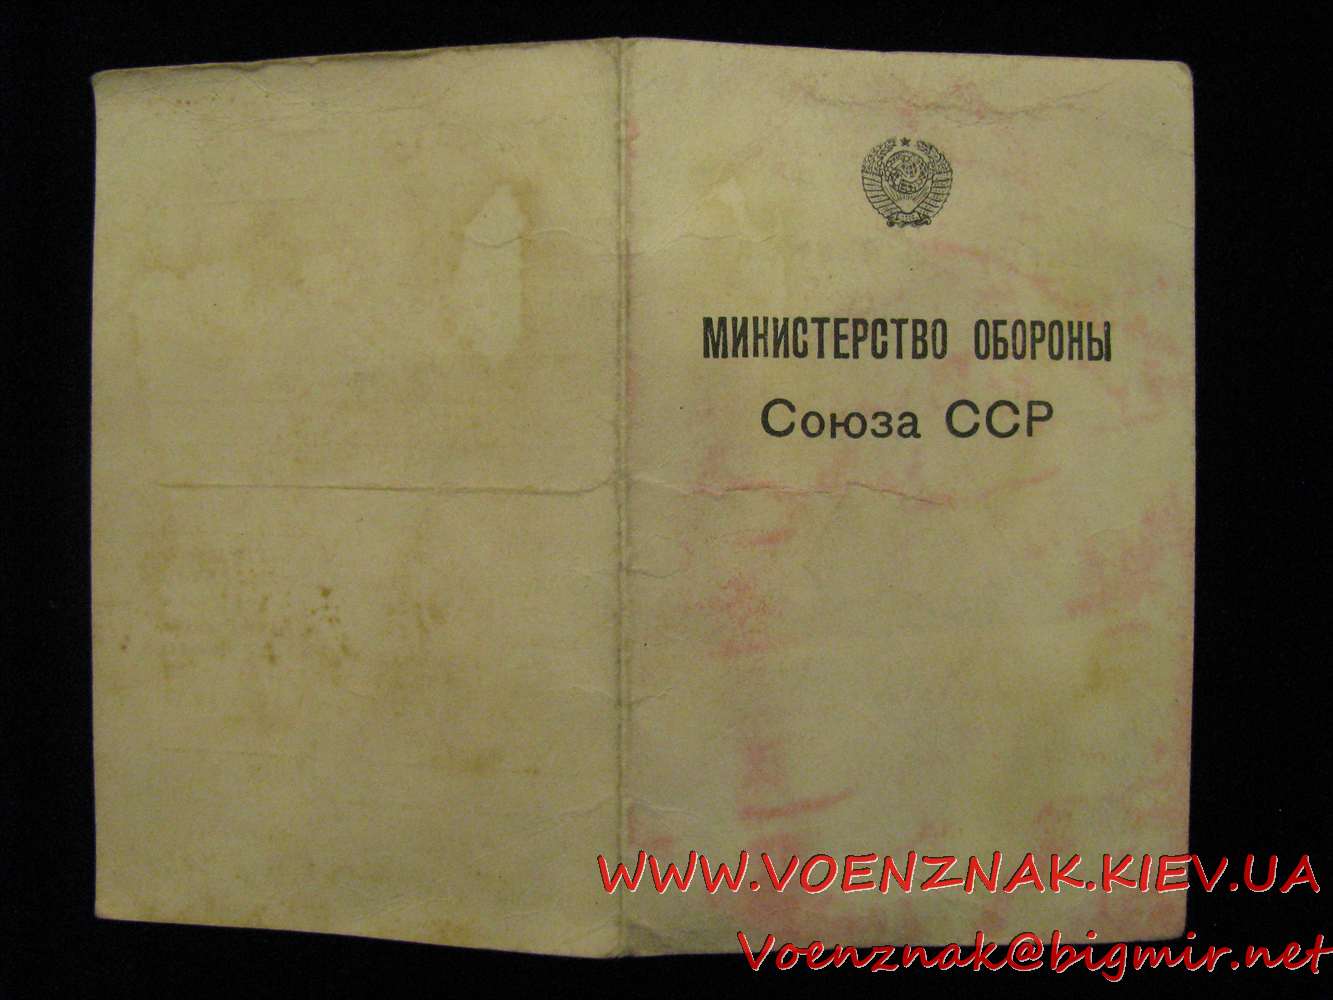 МИНИСТЕРСТВО ОБОРОНЫ
Союза ССР
WWW.VOENZNAK.KIEV.UA
Voenznak@bigmir.net